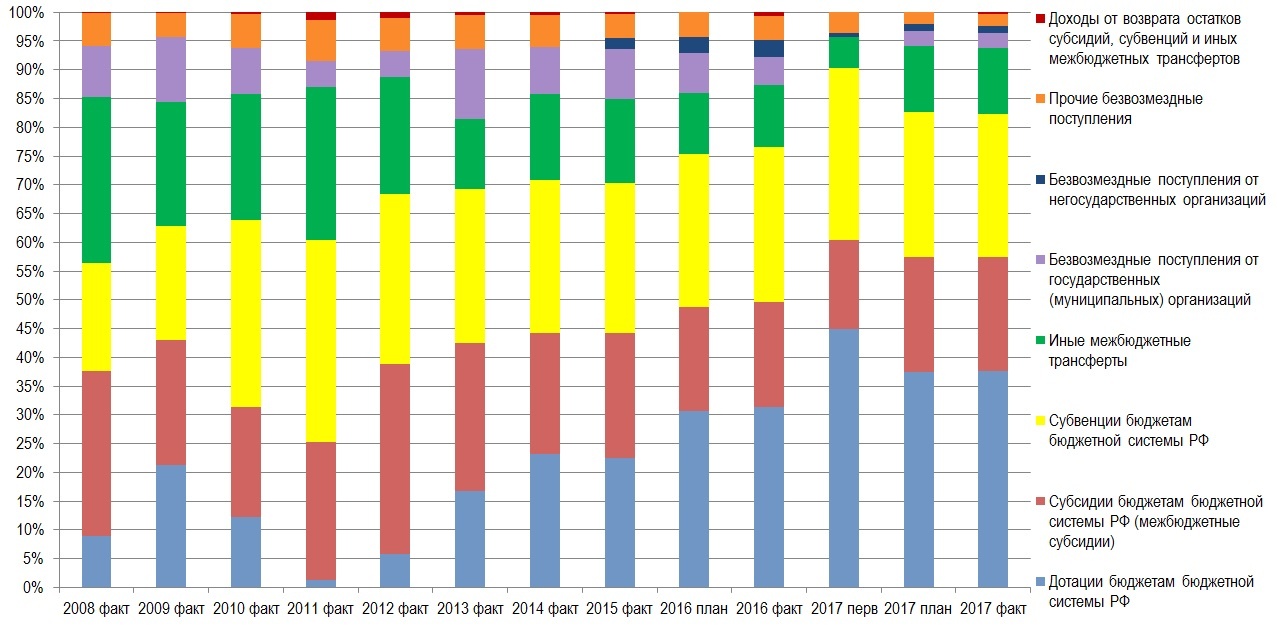 100%
95%
90%
85%
80%
75%
70%
65%
60%
55%
50%
45%
40%
35%
30%
25%
20%
15%
10%
5%
0%
2008 факт 2009 факт 2010 факт 2011 факт 2012 факт 2013 факт 2014 факт 2015 факт 2016 план 2016 факт 2017 перв 2017 план 2017 факт
Доходы от возврата остатков
субсидий, субвенций и иных
межбюджетных трансфертов
Прочие безвозмездные
поступления
Безвозмездные поступления от
негосударственных организаций
Безвозмездные поступления от
государственных
(муниципальных) организаций
Иные межбюджетные
трансферты
Субвенции бюджетам
бюджетной системы РФ
Субсидии бюджетам бюджетной
системы РФ (межбюджетные
субсидии)
Дотации бюджетам бюджетной
системы РФ